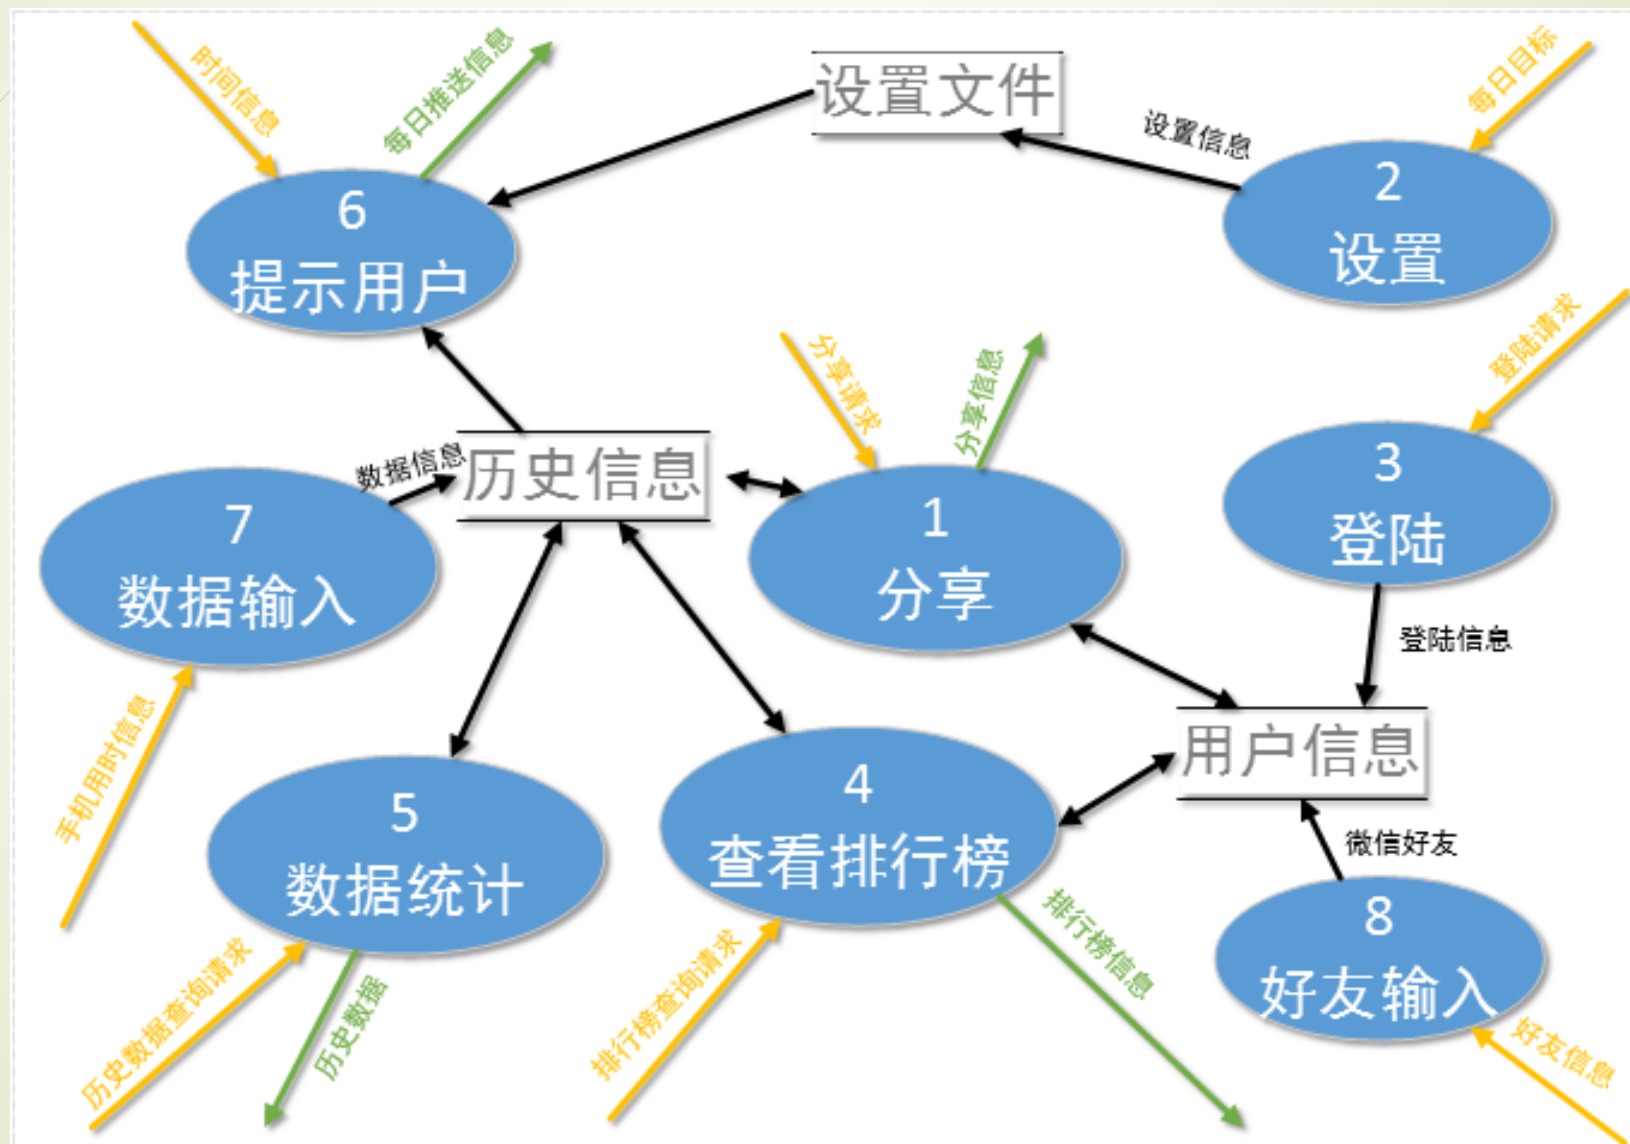 时间信息
每日推送信息
设置文件
每日目标
设置信息
6
提示用户
2
设置
登陆请求
分享请求
分享信息
数据信息
历史信息
3
登陆
7
数据输入
1
分享
登陆信息
手机用时信息
用户信息
5
数据统计
4
查看排行榜
微信好友
8
好友输入
历史数据查询请求
历史数据
排行榜查询请求
排行榜信息
好友信息